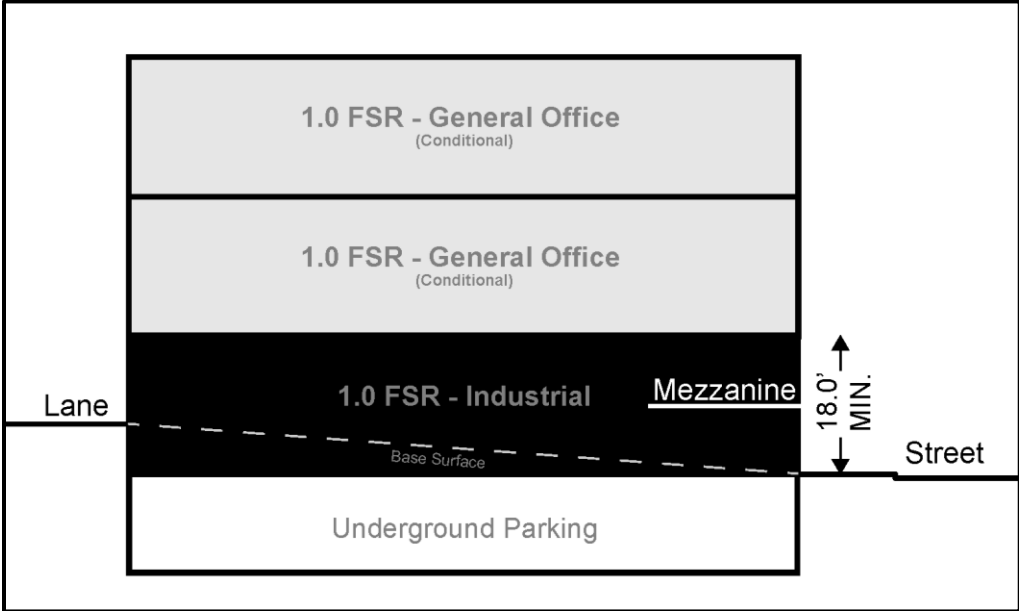 1.0 FSR - General Office
(Conditional)
1.0 FSR - General Office
(Conditional)
1.0 FSR - Industrial
Mezzanine
18.0’
MIN.
Lane
Base Surface
Street
Underground Parking